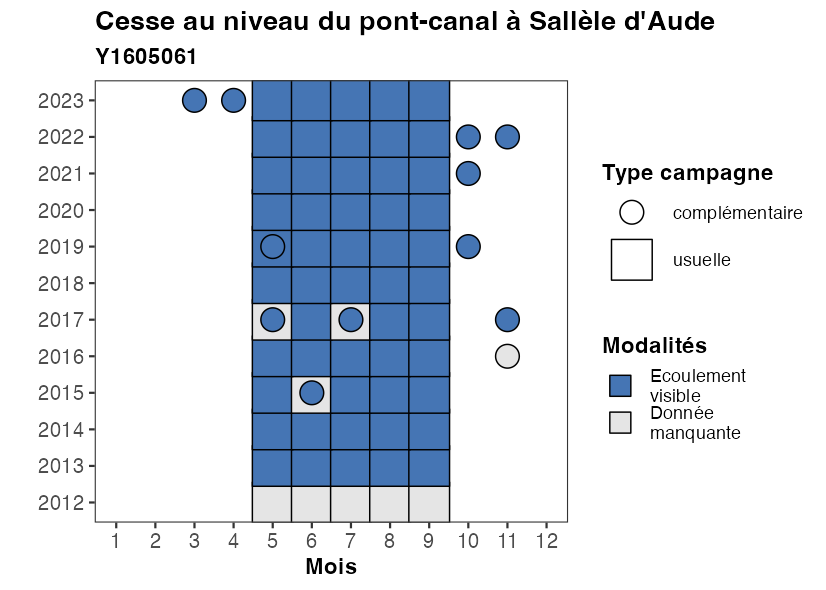 Cesse au niveau du pont-canal à Sallèle d'Aude
Y1605061
2023
2022
2021
2020
2019
2018
2017
2016
2015
2014
2013
2012
1 2 3 4 5 6 7 8 9 10 11 12
Mois
Type campagne
complémentaire
usuelle
Modalités
Ecoulement
visible
Donnée
manquante